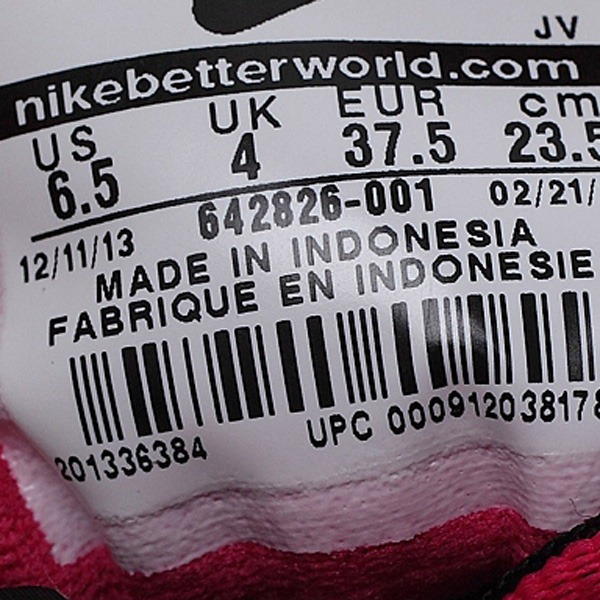 JV
nikebetterworld.com
US UK EUR cm
6.5 4 37.5 23.5
642826-001
12/11/13 02/21/
MADE IN INDONESIA
FABRIQUE EN INDONESIE
UPC 00091203817
201336384